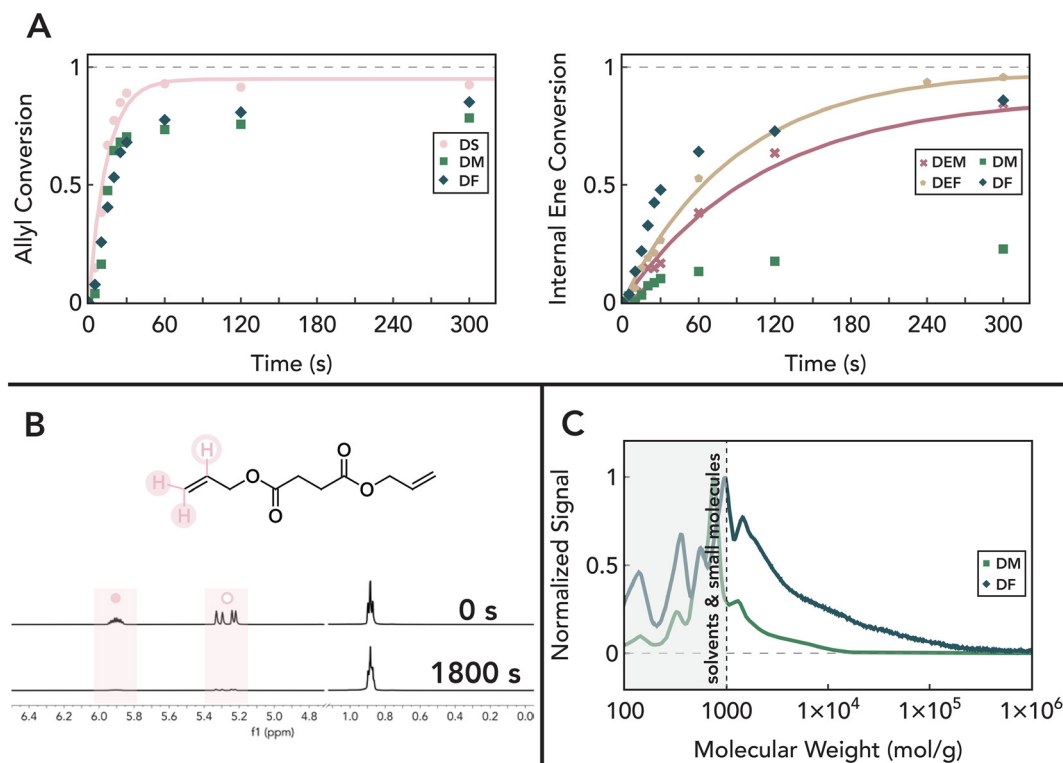 A
Allyl Conversion
1
0.5
0
0 60 120 180 240 300
Time (s)
DS
DM
DF
Internal Ene Conversion
1
0.5
0
0 60 120 180 240 300
Time (s)
DEM DM
DEF DF
B
H
H
H
O
O
O
O
0 s
1800 s
6.4 6.2 6.0 5.8 5.6 5.4 5.2 5.0 4.8 1.0 0.8 0.6 0.4 0.2 0.0
f1 (ppm)
C
Normalized Signal
1
0.5
0
solvents & small molecules
DM
DF
100 1000 1×10⁴ 1×10⁵ 1×10⁶
Molecular Weight (mol/g)